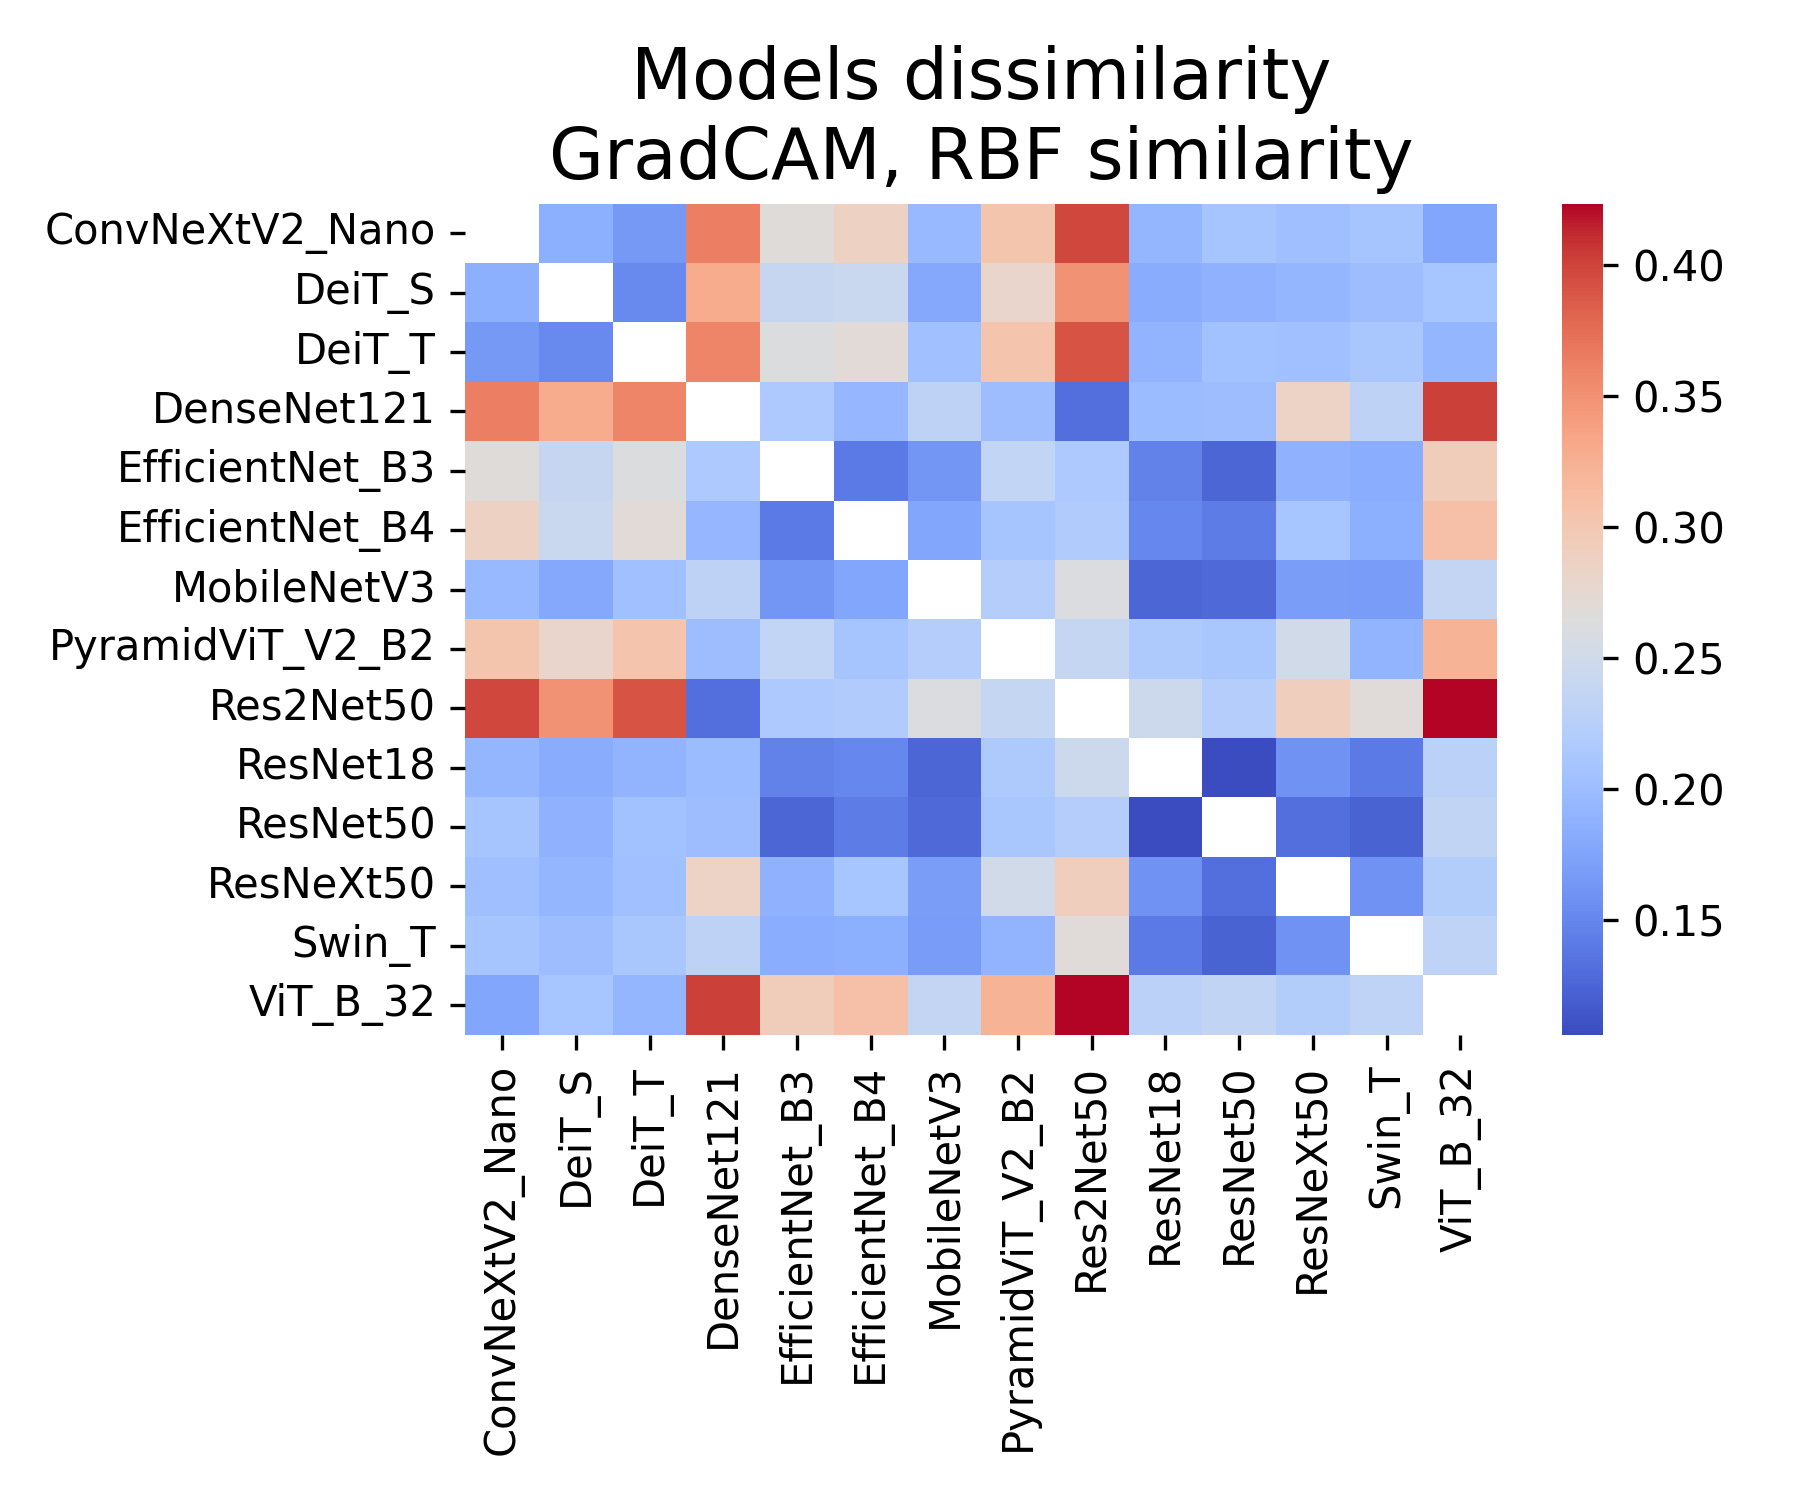 Models dissimilarity
GradCAM, RBF similarity
ConvNeXtV2_Nano
DeiT_S
DeiT_T
DenseNet121
EfficientNet_B3
EfficientNet_B4
MobileNetV3
PyramidViT_V2_B2
Res2Net50
ResNet18
ResNet50
ResNeXt50
Swin_T
ViT_B_32
ConvNeXtV2_Nano
DeiT_S
DeiT_T
DenseNet121
EfficientNet_B3
EfficientNet_B4
MobileNetV3
PyramidViT_V2_B2
Res2Net50
ResNet18
ResNet50
ResNeXt50
Swin_T
ViT_B_32
0.40
0.35
0.30
0.25
0.20
0.15